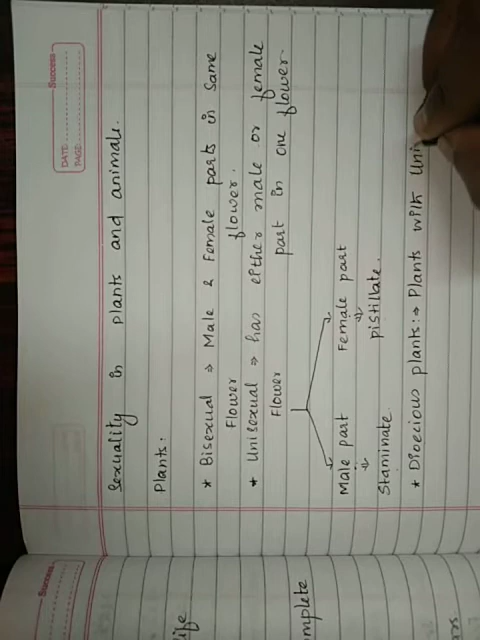 Success
DATE:
PAGE:
Sexuality in plants and animals.
Plants:
* Bisexual ⇒ Male & Female parts in same
Flower flower.
* Unisexual ⇒ has either male or female
Flower part in one flower.
Male part Female part
⇓ ⇓
Staminate pistillate.
* Dioecious plants:⇒ Plants with Uni
Success
ife
mplete
rs.